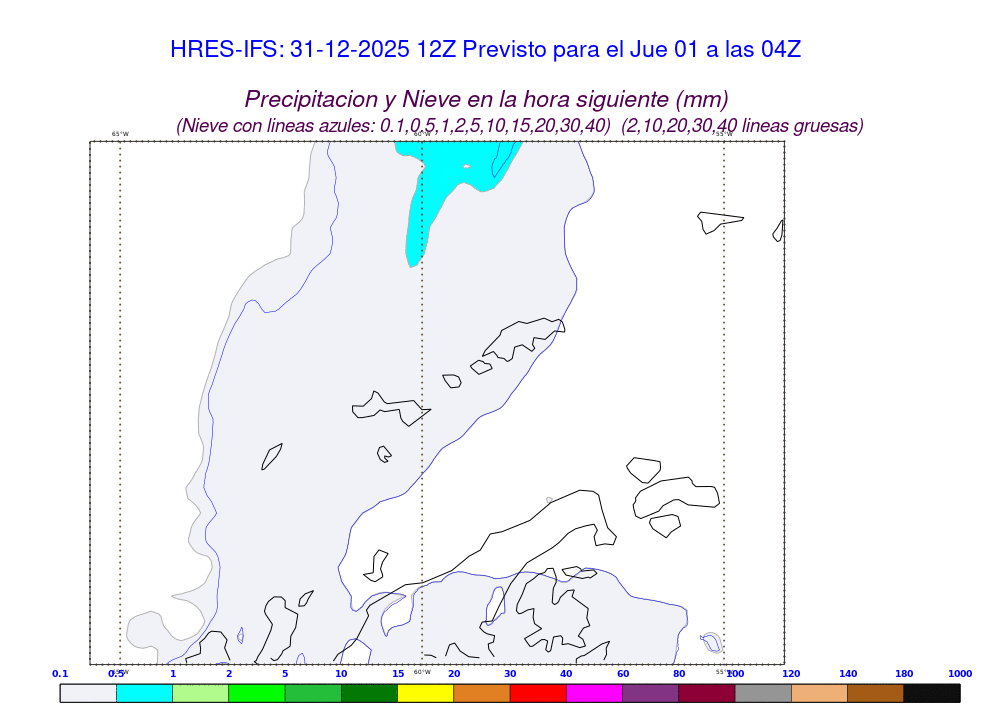 HRES-IFS: 31-12-2025 12Z Previsto para el Jue 01 a las 04Z
Precipitacion y Nieve en la hora siguiente (mm)
(Nieve con lineas azules: 0.1,0.5,1,2,5,10,15,20,30,40)  (2,10,20,30,40 lineas gruesas)
65°W 60°W 55°W
65°W 60°W 55°W
0.1 0.5 1 2 5 10 15 20 30 40 60 80 100 120 140 180 1000